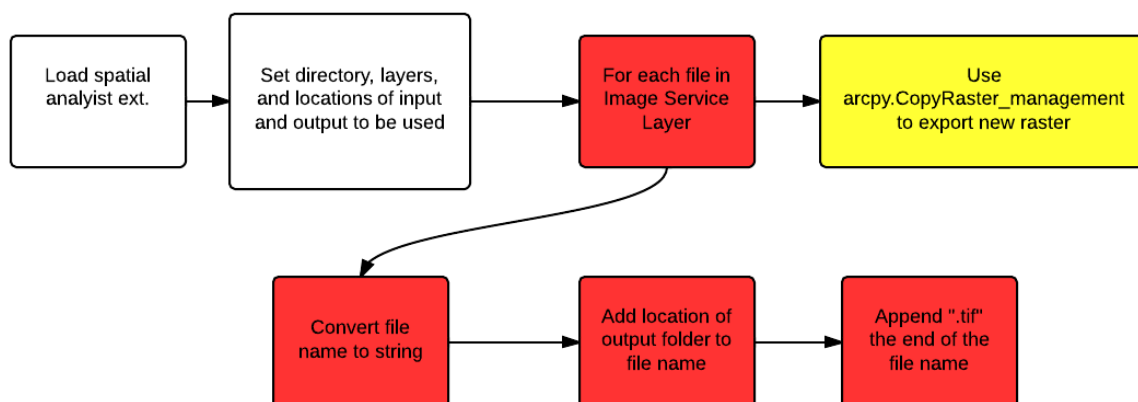 Load spatial
analyist ext.
Set directory, layers,
and locations of input
and output to be used
For each file in
Image Service
Layer
Use
arcpy.CopyRaster_management
to export new raster
Convert file
name to string
Add location of
output folder to
file name
Append ".tif"
the end of the
file name